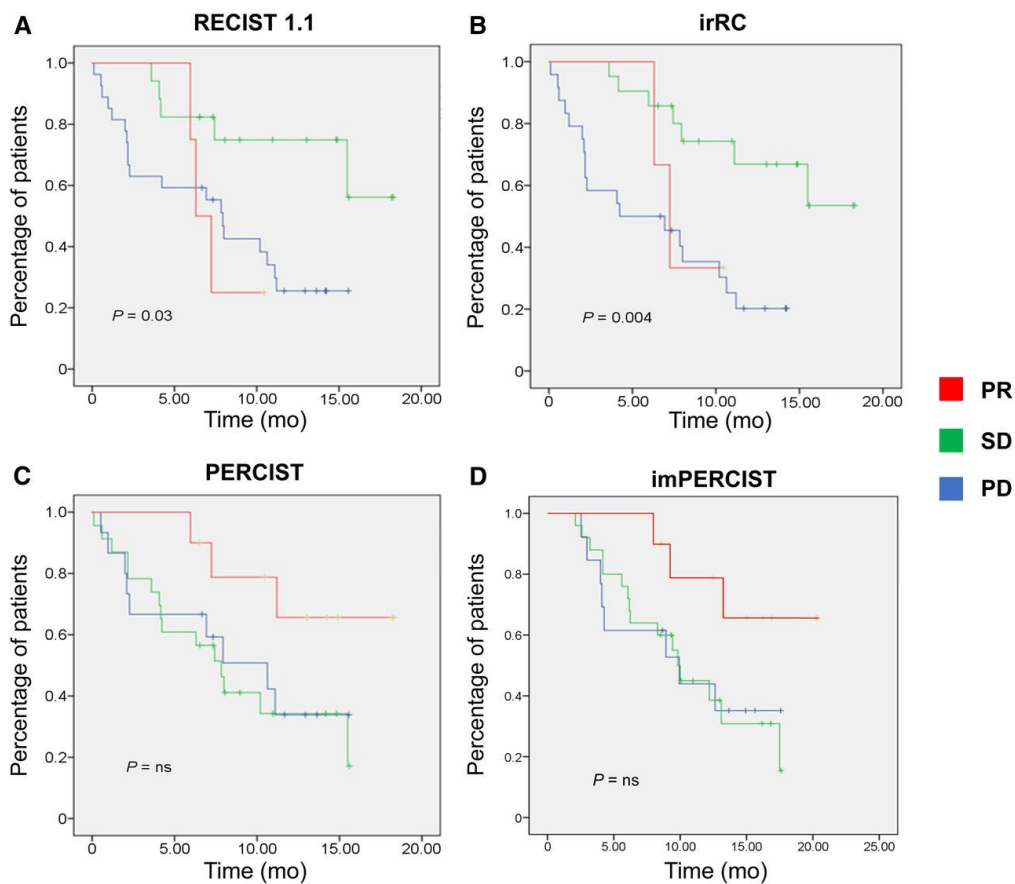 A
RECIST 1.1
Percentage of patients
1.0
0.8
0.6
0.4
0.2
0
P = 0.03
0 5.00 10.00 15.00 20.00
Time (mo)
B
irRC
Percentage of patients
1.0
0.8
0.6
0.4
0.2
0
P = 0.004
0 5.00 10.00 15.00 20.00
Time (mo)
PR
SD
PD
C
PERCIST
Percentage of patients
1.0
0.8
0.6
0.4
0.2
0
P = ns
0 5.00 10.00 15.00 20.00
Time (mo)
D
imPERCIST
Percentage of patients
1.0
0.8
0.6
0.4
0.2
0
P = ns
0 5.00 10.00 15.00 20.00 25.00
Time (mo)